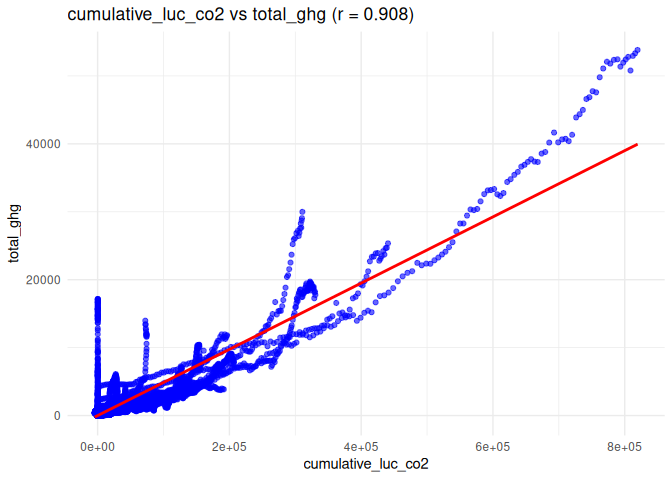 cumulative_luc_co2 vs total_ghg (r = 0.908)
total_ghg
40000
20000
0
0e+00 2e+05 4e+05 6e+05 8e+05
cumulative_luc_co2